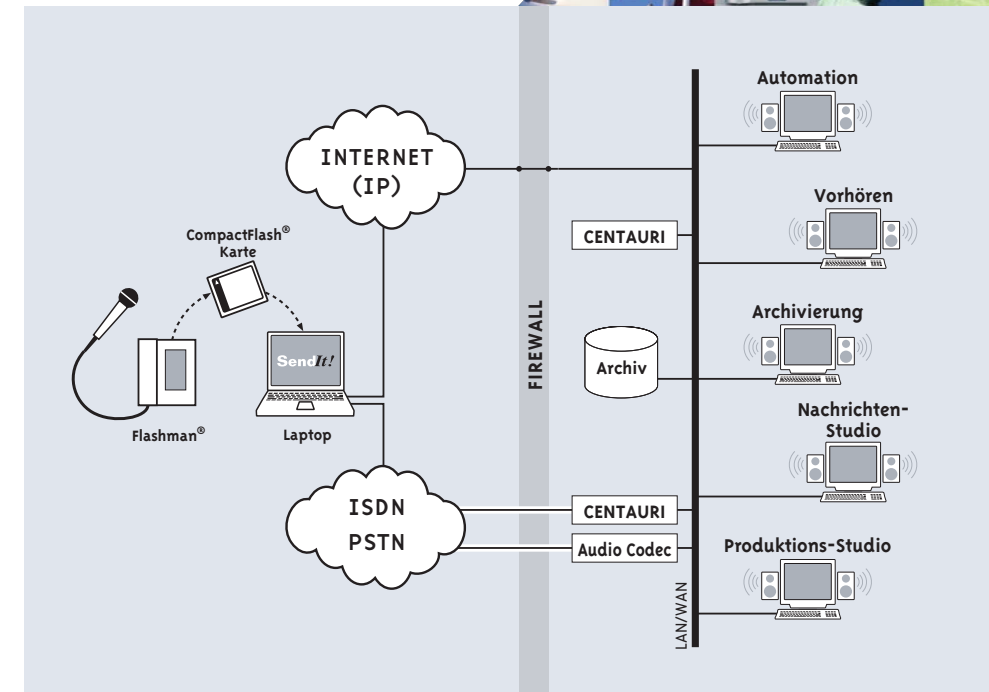 Automation
INTERNET
(IP)
Vorhören
CompactFlash®
Karte
CENTAURI
Archivierung
FIREWALL
SendIt!
Archiv
Flashman®
Laptop
Nachrichten-
Studio
ISDN
PSTN
CENTAURI
Audio Codec
Produktions-Studio
LAN/WAN